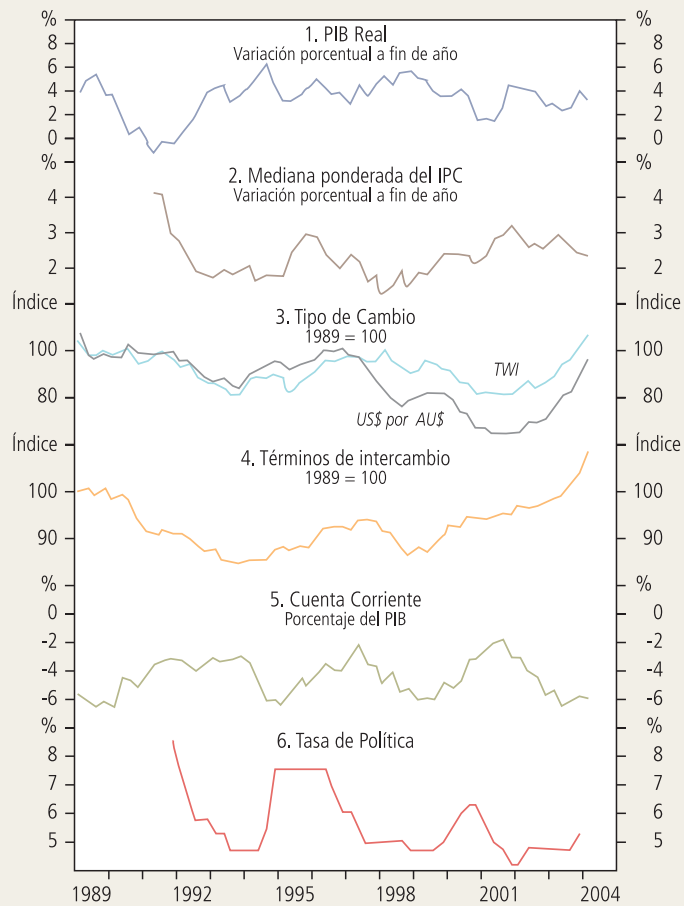 %
%
1. PIB Real
Variación porcentual a fin de año
8
8
6
6
4
4
2
2
0
0
%
%
2. Mediana ponderada del IPC
Variación porcentual a fin de año
4
4
3
3
2
2
Índice
Índice
3. Tipo de Cambio
1989 = 100
100
100
TWI
80
80
US$ por AU$
Índice
Índice
4. Términos de intercambio
1989 = 100
100
100
90
90
%
%
5. Cuenta Corriente
Porcentaje del PIB
0
0
-2
-2
-4
-4
-6
-6
%
%
6. Tasa de Política
8
8
7
7
6
6
5
5
1989 1992 1995 1998 2001 2004